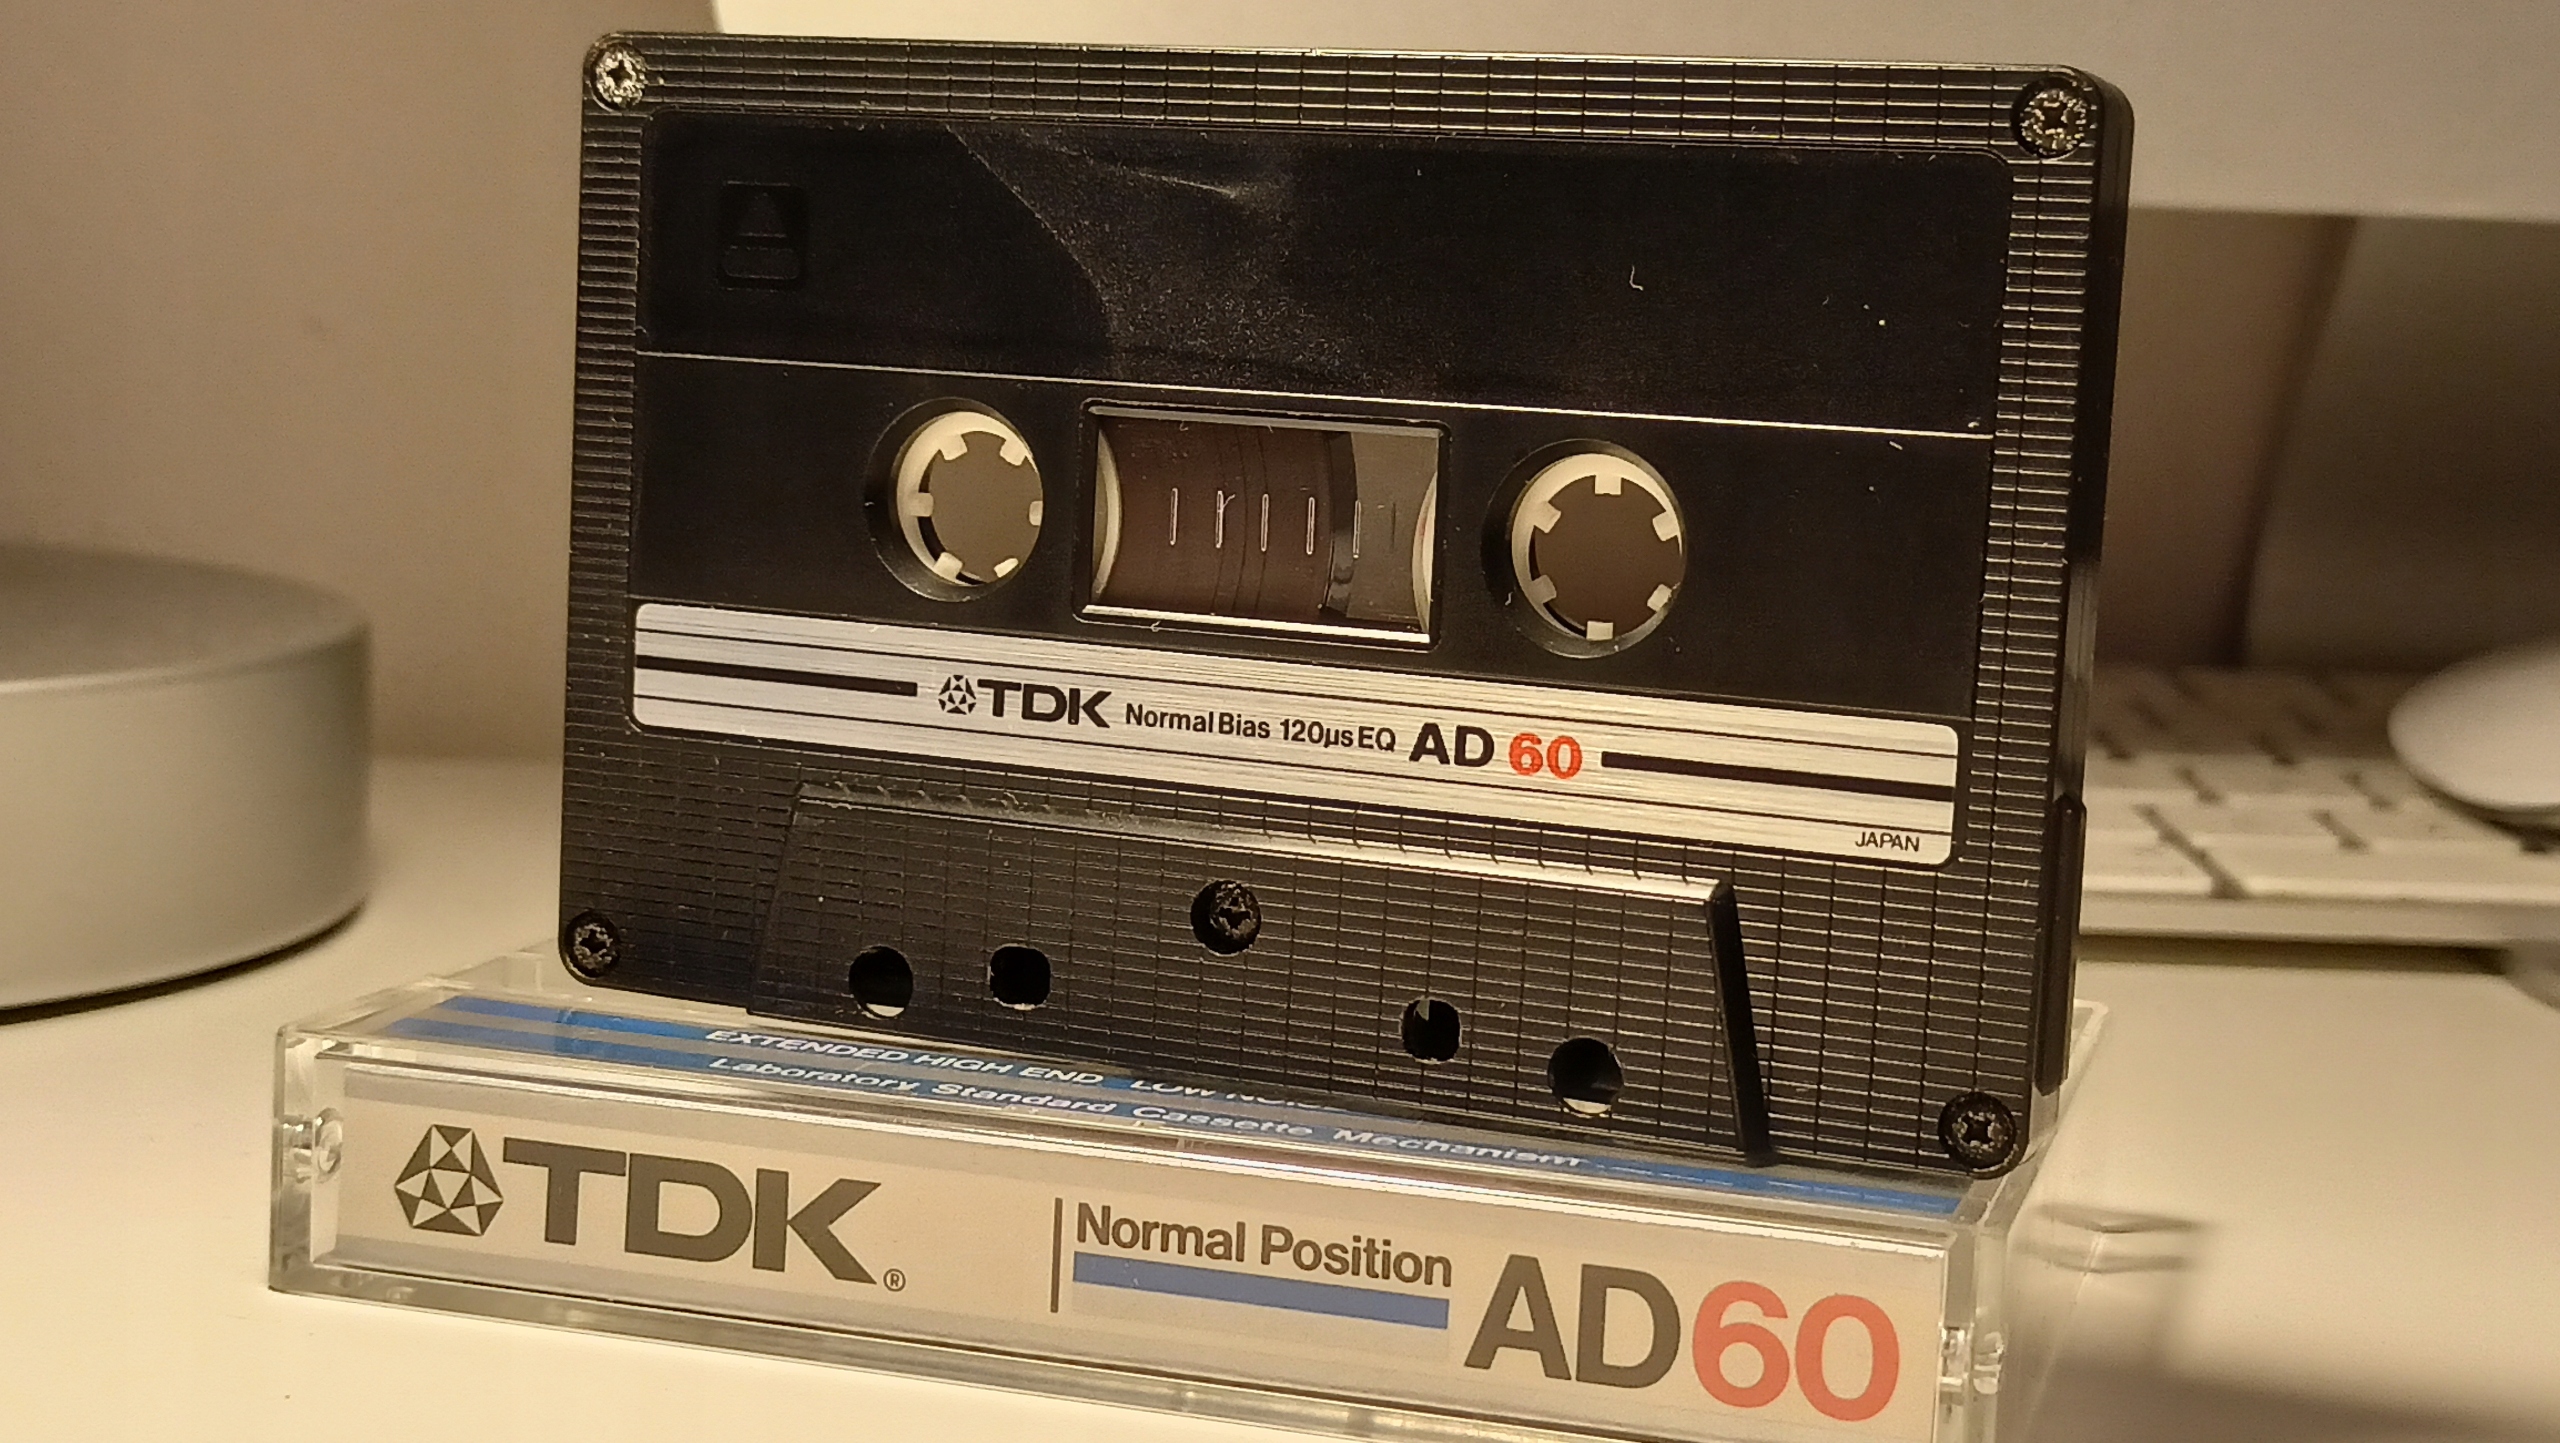 TDK Normal Bias 120µs EQ AD 60
JAPAN
EXTENDED HIGH END LOW
Laboratory Standard Cassette Mechanism
TDK® Normal Position AD60